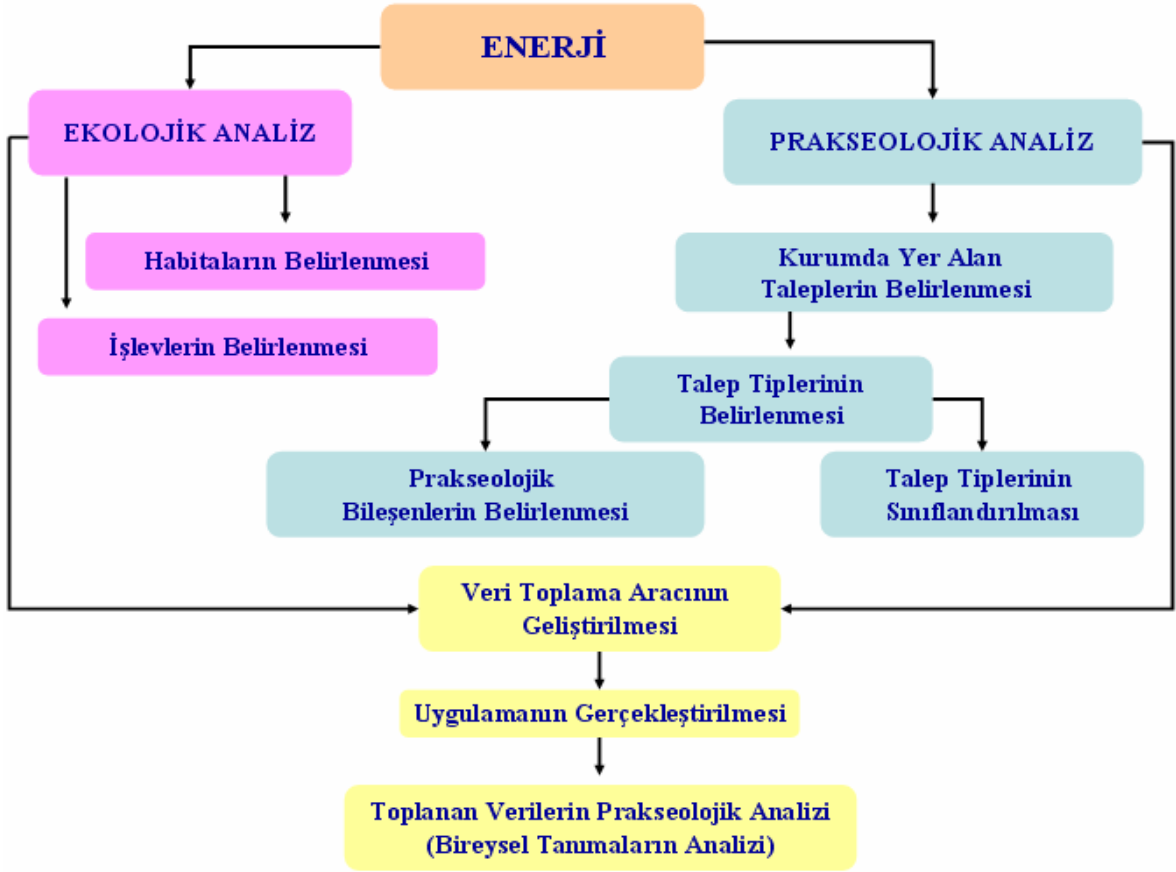 ENERJİ
EKOLOJİK ANALİZ
PRAKSEOLOJİK ANALİZ
Habitaların Belirlenmesi
Kurumda Yer Alan
Taleplerin Belirlenmesi
İşlevlerin Belirlenmesi
Talep Tiplerinin
Belirlenmesi
Prakseolojik
Bileşenlerin Belirlenmesi
Talep Tiplerinin
Sınıflandırılması
Veri Toplama Aracının
Geliştirilmesi
Uygulamanın Gerçekleştirilmesi
Toplanan Verilerin Prakseolojik Analizi
(Bireysel Tanımaların Analizi)